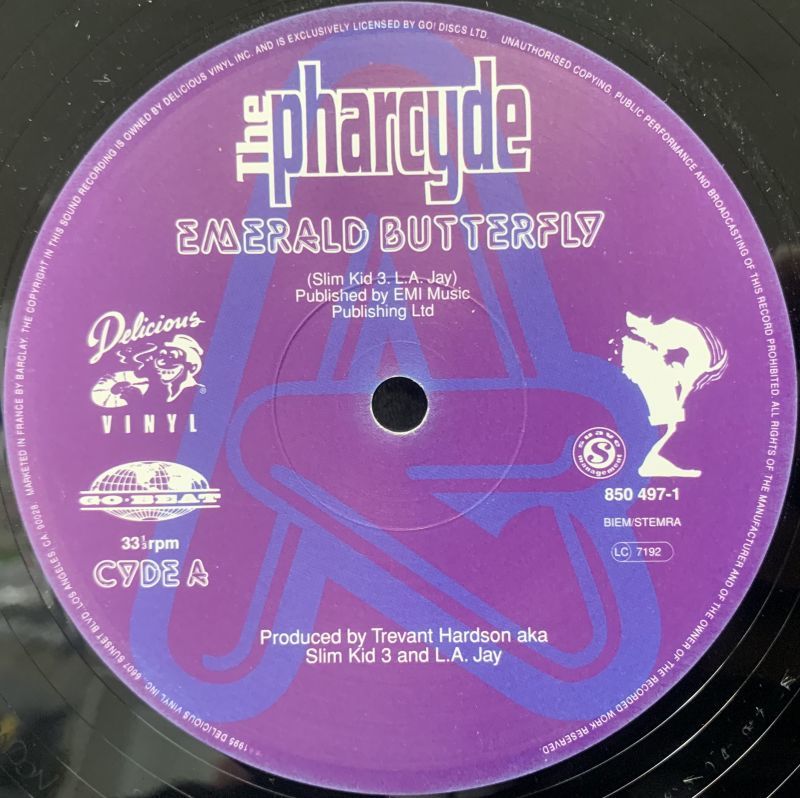 The pharcyde
EMERALD BUTTERFLY
(Slim Kid 3. L.A. Jay)
Published by EMI Music
Publishing Ltd
Delicious
VINYL
®
GO·BEAT
33⅓rpm
CYDE A
suave
S
management
850 497-1
BIEM/STEMRA
LC 7192
Produced by Trevant Hardson aka
Slim Kid 3 and L.A. Jay
1995 DELICIOUS VINYL INC. 6607 SUNSET BLVD. LOS ANGELES, CA. 90028. MARKETED IN FRANCE BY BARCLAY. THE COPYRIGHT IN THIS SOUND RECORDING IS OWNED BY DELICIOUS VINYL INC. AND IS EXCLUSIVELY LICENSED BY GO! DISCS LTD. UNAUTHORISED COPYING, PUBLIC PERFORMANCE AND BROADCASTING OF THIS RECORD PROHIBITED. ALL RIGHTS OF THE MANUFACTURER AND OF THE OWNER OF THE RECORDED WORK RESERVED.